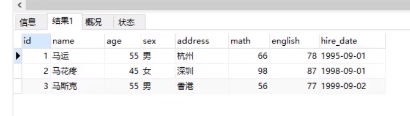 信息 结果1 概况 状态
id name age sex address math english hire_date
1 马运 55 男 杭州 66 78 1995-09-01
2 马花疼 45 女 深圳 98 87 1998-09-01
3 马斯克 55 男 香港 56 77 1999-09-02